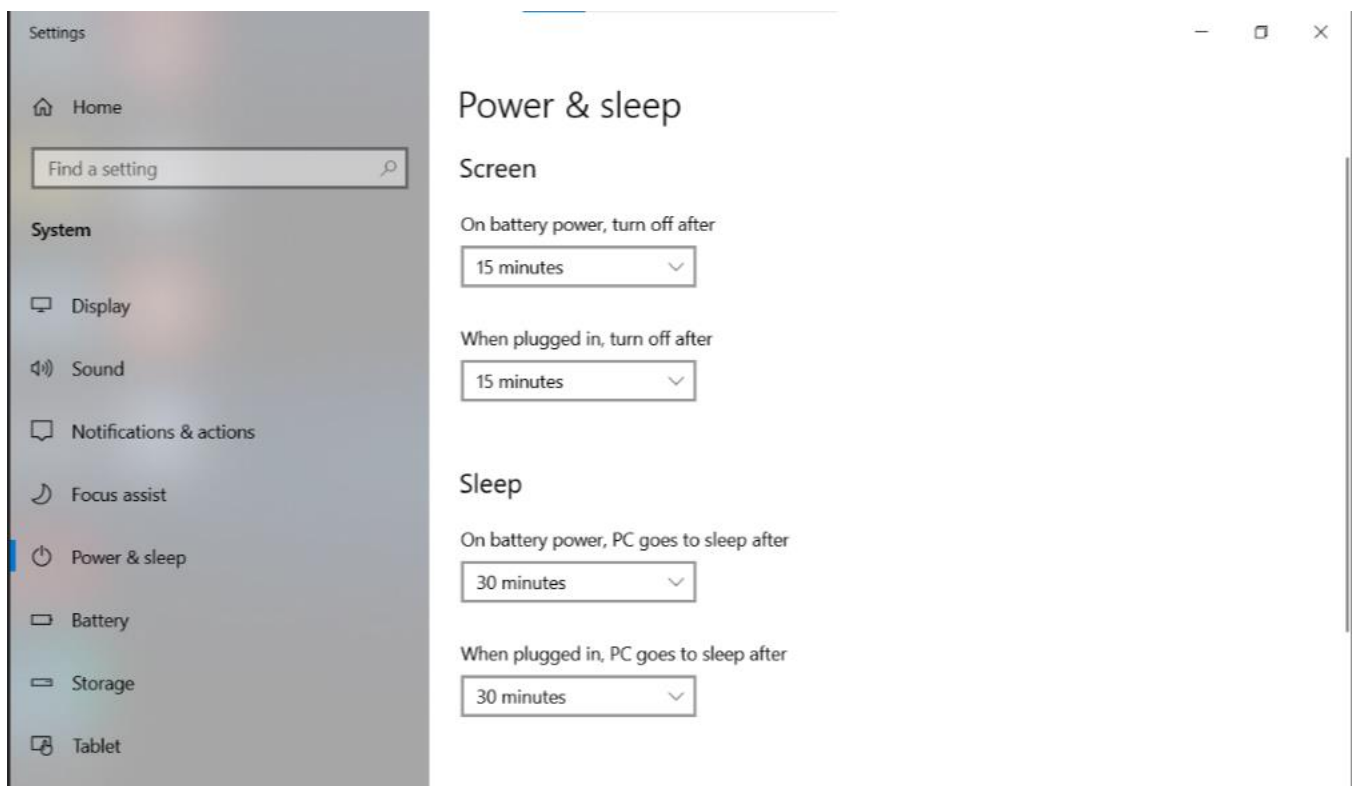 Settings
Home
Find a setting
System
Display
Sound
Notifications & actions
Focus assist
Power & sleep
Battery
Storage
Tablet
Power & sleep
Screen
On battery power, turn off after
15 minutes
When plugged in, turn off after
15 minutes
Sleep
On battery power, PC goes to sleep after
30 minutes
When plugged in, PC goes to sleep after
30 minutes